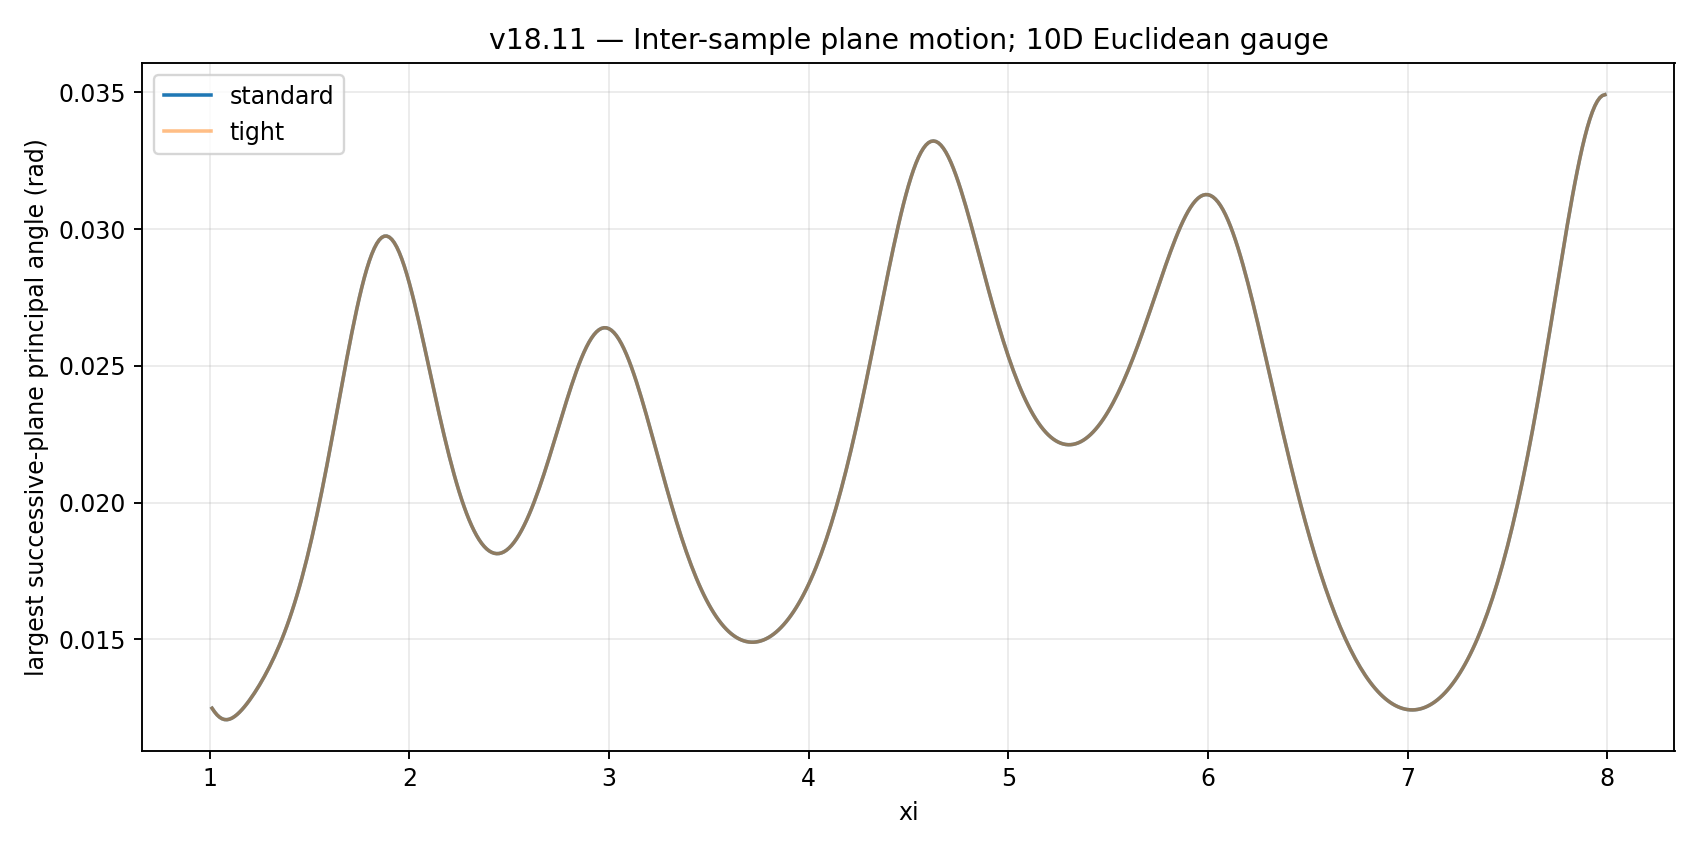 v18.11 — Inter-sample plane motion; 10D Euclidean gauge
standard
tight
largest successive-plane principal angle (rad)
0.035
0.030
0.025
0.020
0.015
1 2 3 4 5 6 7 8
xi